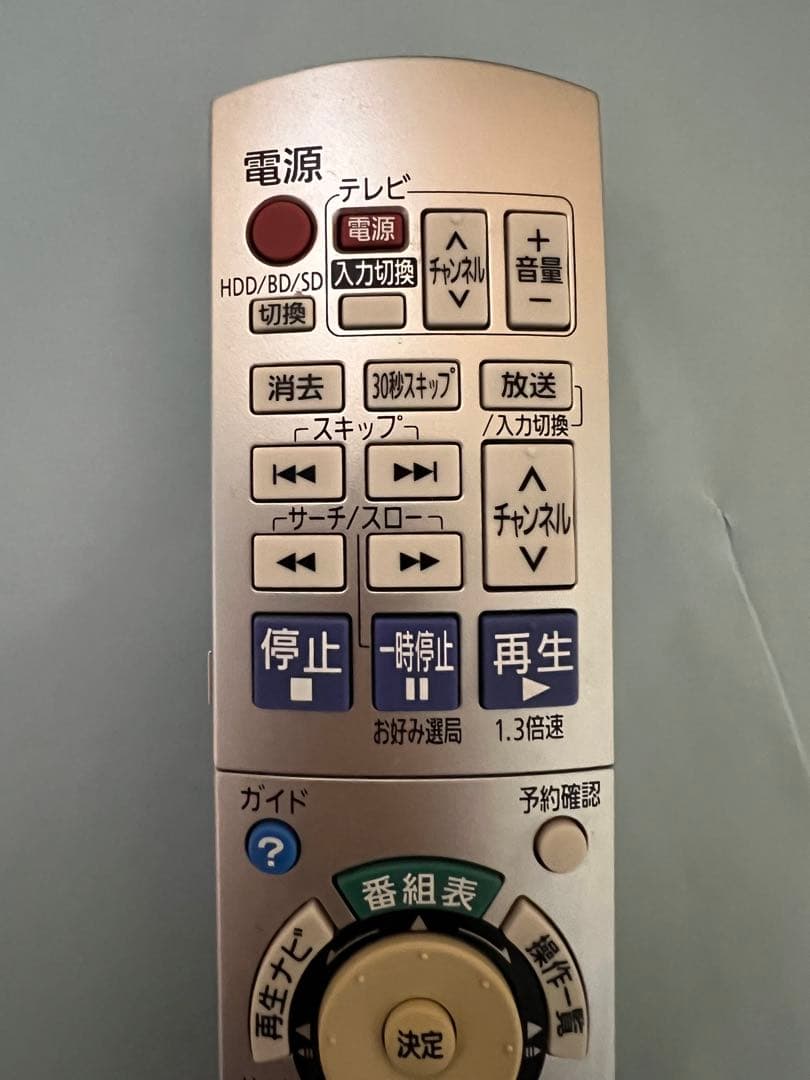 電源
テレビ
電源
チャンネル
+
音量
-
HDD/BD/SD
入力切換
切換
消去
30秒スキップ
放送
/入力切換
スキップ
チャンネル
サーチ/スロー
停止
一時停止
再生
お好み選局
1.3倍速
ガイド
予約確認
?
番組表
再生ナビ
操作一覧
決定